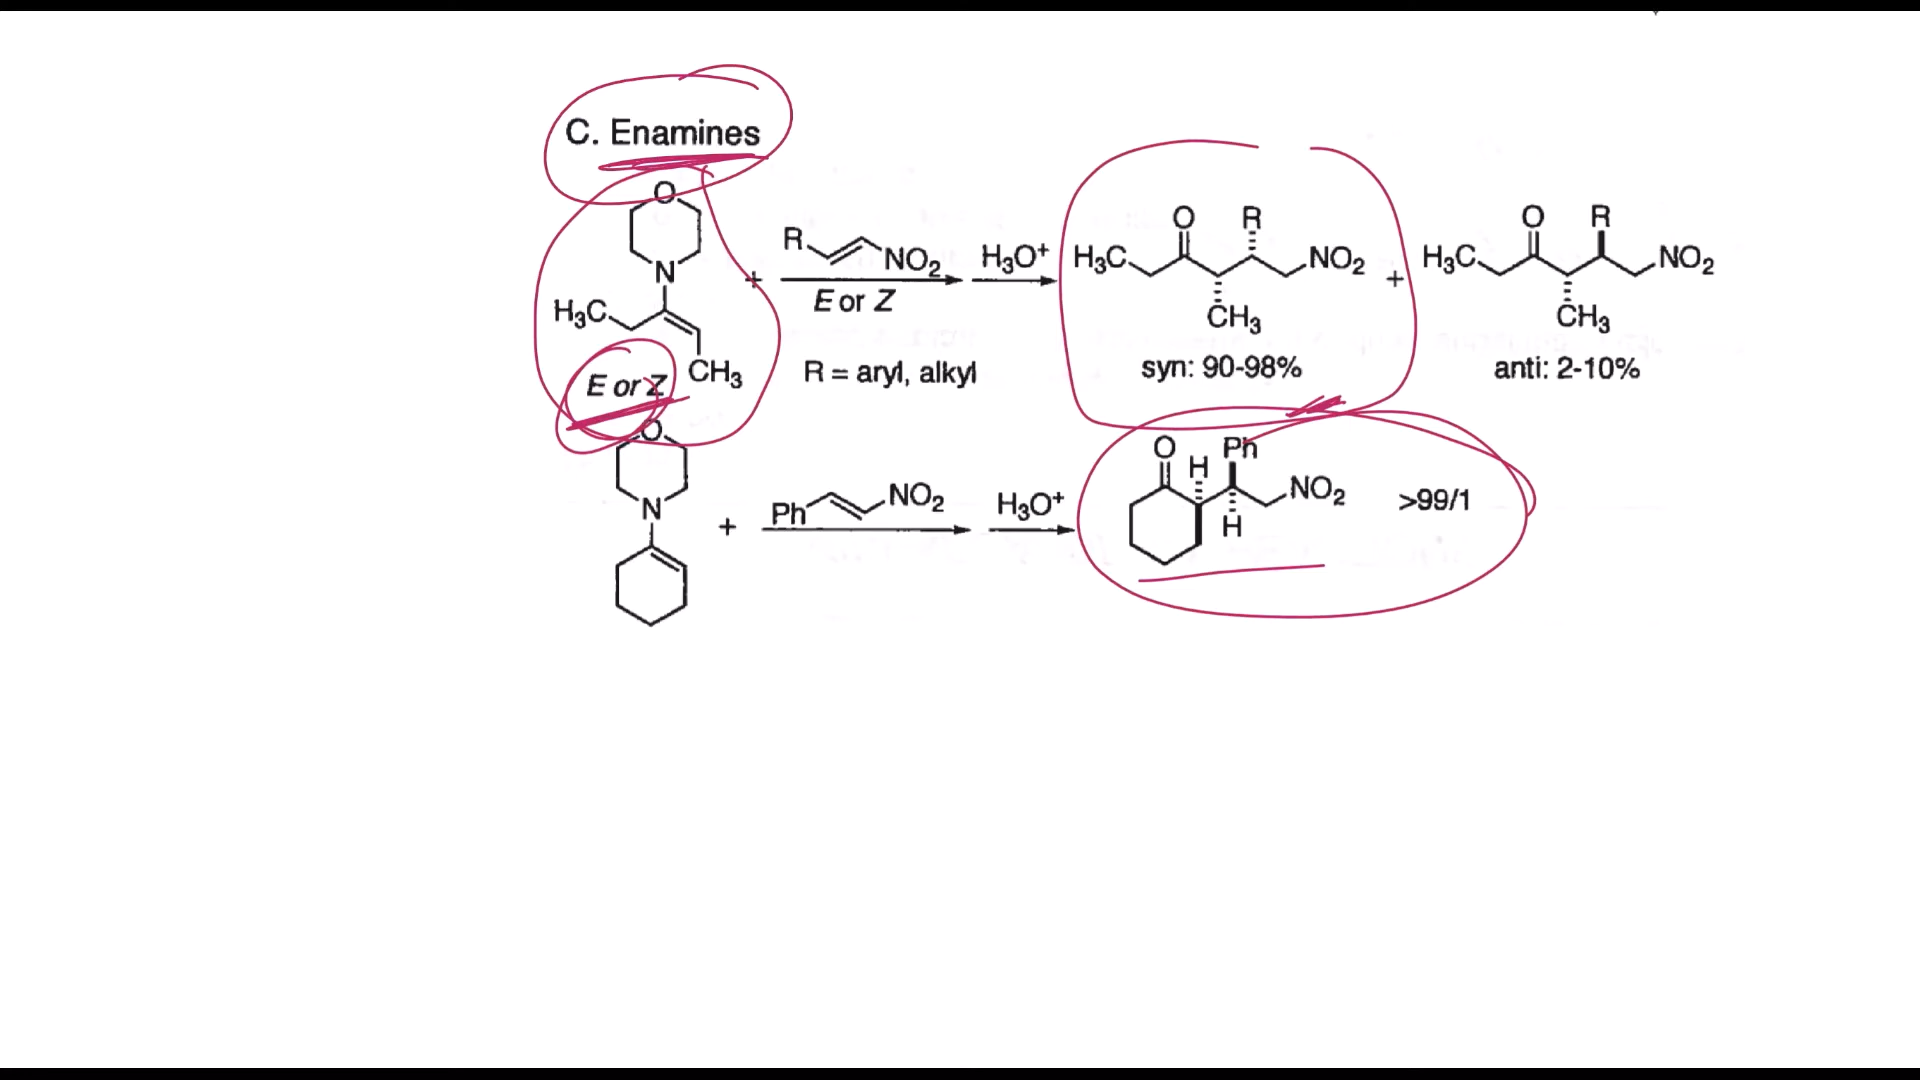 C. Enamines
O
N
H₃C
CH₃
E or Z
+
R
NO₂
E or Z
R = aryl, alkyl
H₃O⁺
H₃C
O
R
NO₂
CH₃
syn: 90-98%
+
H₃C
O
R
NO₂
CH₃
anti: 2-10%
O
N
+
Ph
NO₂
H₃O⁺
O
H
Ph
NO₂
H
>99/1